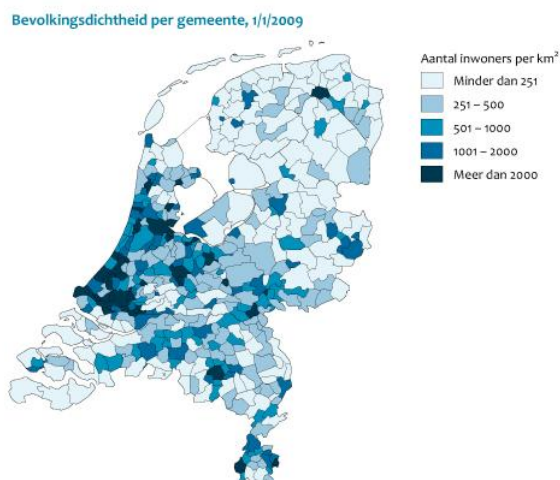 Bevolkingsdichtheid per gemeente, 1/1/2009
Aantal inwoners per km²
Minder dan 251
251 – 500
501 – 1000
1001 – 2000
Meer dan 2000